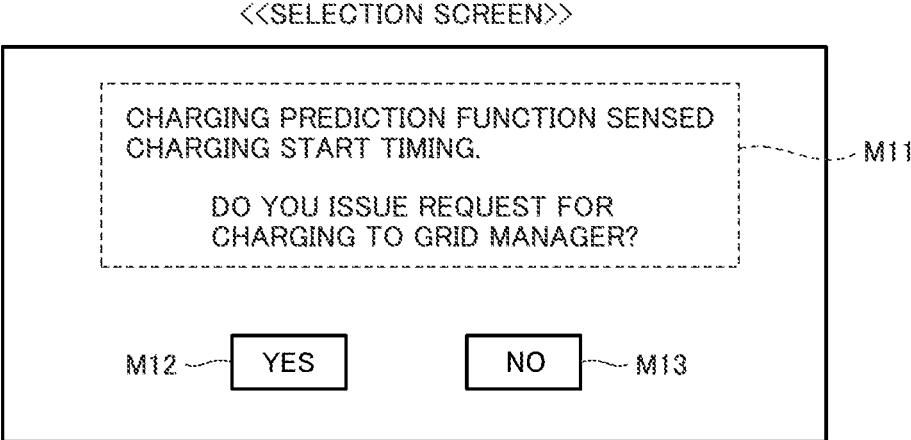 <<SELECTION SCREEN>>
CHARGING PREDICTION FUNCTION SENSED
CHARGING START TIMING.
M11
DO YOU ISSUE REQUEST FOR
CHARGING TO GRID MANAGER?
M12 YES NO M13